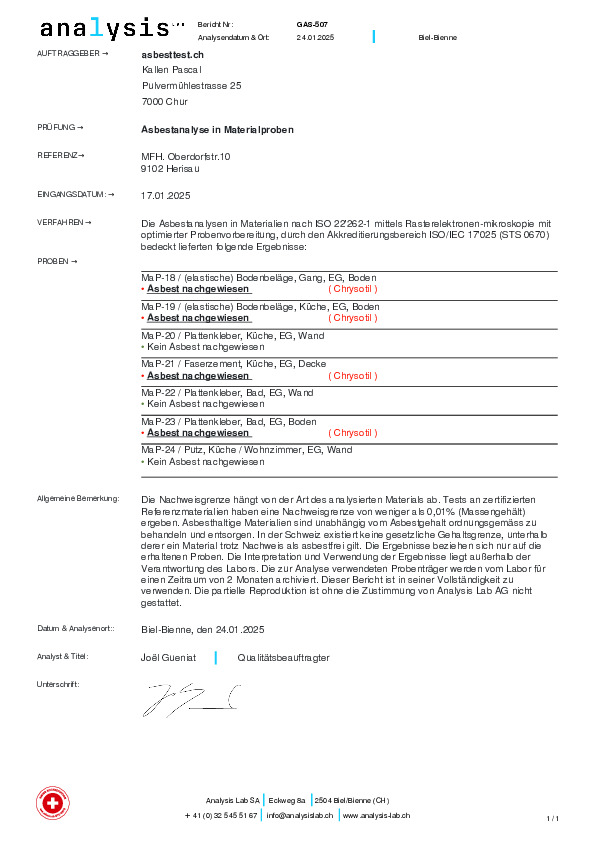 analysis
Bericht Nr: GAS-507
Analysendatum & Ort: 24.01.2025 Biel-Bienne
AUFTRAGGEBER → asbesttest.ch
Kallen Pascal
Pulvermühlestrasse 25
7000 Chur
PRÜFUNG → Asbestanalyse in Materialproben
REFERENZ → MFH. Oberdorfstr.10
9102 Herisau
EINGANGSDATUM: → 17.01.2025
VERFAHREN → Die Asbestanalysen in Materialien nach ISO 22'262-1 mittels Rasterelektronen-mikroskopie mit
optimierter Probenvorbereitung, durch den Akkreditierungsbereich ISO/IEC 17025 (STS 0670)
bedeckt lieferten folgende Ergebnisse:
PROBEN →
MaP-18 / (elastische) Bodenbeläge, Gang, EG, Boden
• Asbest nachgewiesen ( Chrysotil )
MaP-19 / (elastische) Bodenbeläge, Küche, EG, Boden
• Asbest nachgewiesen ( Chrysotil )
MaP-20 / Plattenkleber, Küche, EG, Wand
• Kein Asbest nachgewiesen
MaP-21 / Faserzement, Küche, EG, Decke
• Asbest nachgewiesen ( Chrysotil )
MaP-22 / Plattenkleber, Bad, EG, Wand
• Kein Asbest nachgewiesen
MaP-23 / Plattenkleber, Bad, EG, Boden
• Asbest nachgewiesen ( Chrysotil )
MaP-24 / Putz, Küche / Wohnzimmer, EG, Wand
• Kein Asbest nachgewiesen
Allgemeine Bemerkung: Die Nachweisgrenze hängt von der Art des analysierten Materials ab. Tests an zertifizierten
Referenzmaterialien haben eine Nachweisgrenze von weniger als 0,01% (Massengehält)
ergeben. Asbesthaltige Materialien sind unabhängig vom Asbestgehalt ordnungsgemäss zu
behandeln und entsorgen. In der Schweiz existiert keine gesetzliche Gehaltsgrenze, unterhalb
derer ein Material trotz Nachweis als asbestfrei gilt. Die Ergebnisse beziehen sich nur auf die
erhaltenen Proben. Die Interpretation und Verwendung der Ergebnisse liegt außerhalb der
Verantwortung des Labors. Die zur Analyse verwendeten Probenträger werden vom Labor für
einen Zeitraum von 2 Monaten archiviert. Dieser Bericht ist in seiner Vollständigkeit zu
verwenden. Die partielle Reproduktion ist ohne die Zustimmung von Analysis Lab AG nicht
gestattet.
Datum & Analysenort:: Biel-Bienne, den 24.01.2025
Analyst & Titel: Joël Gueniat Qualitätsbeauftragter
Unterschrift:
Analysis Lab SA Eckweg 8a 2504 Biel/Bienne (CH)
+ 41 (0) 32 545 51 67 info@analysislab.ch www.analysis-lab.ch
1 / 1